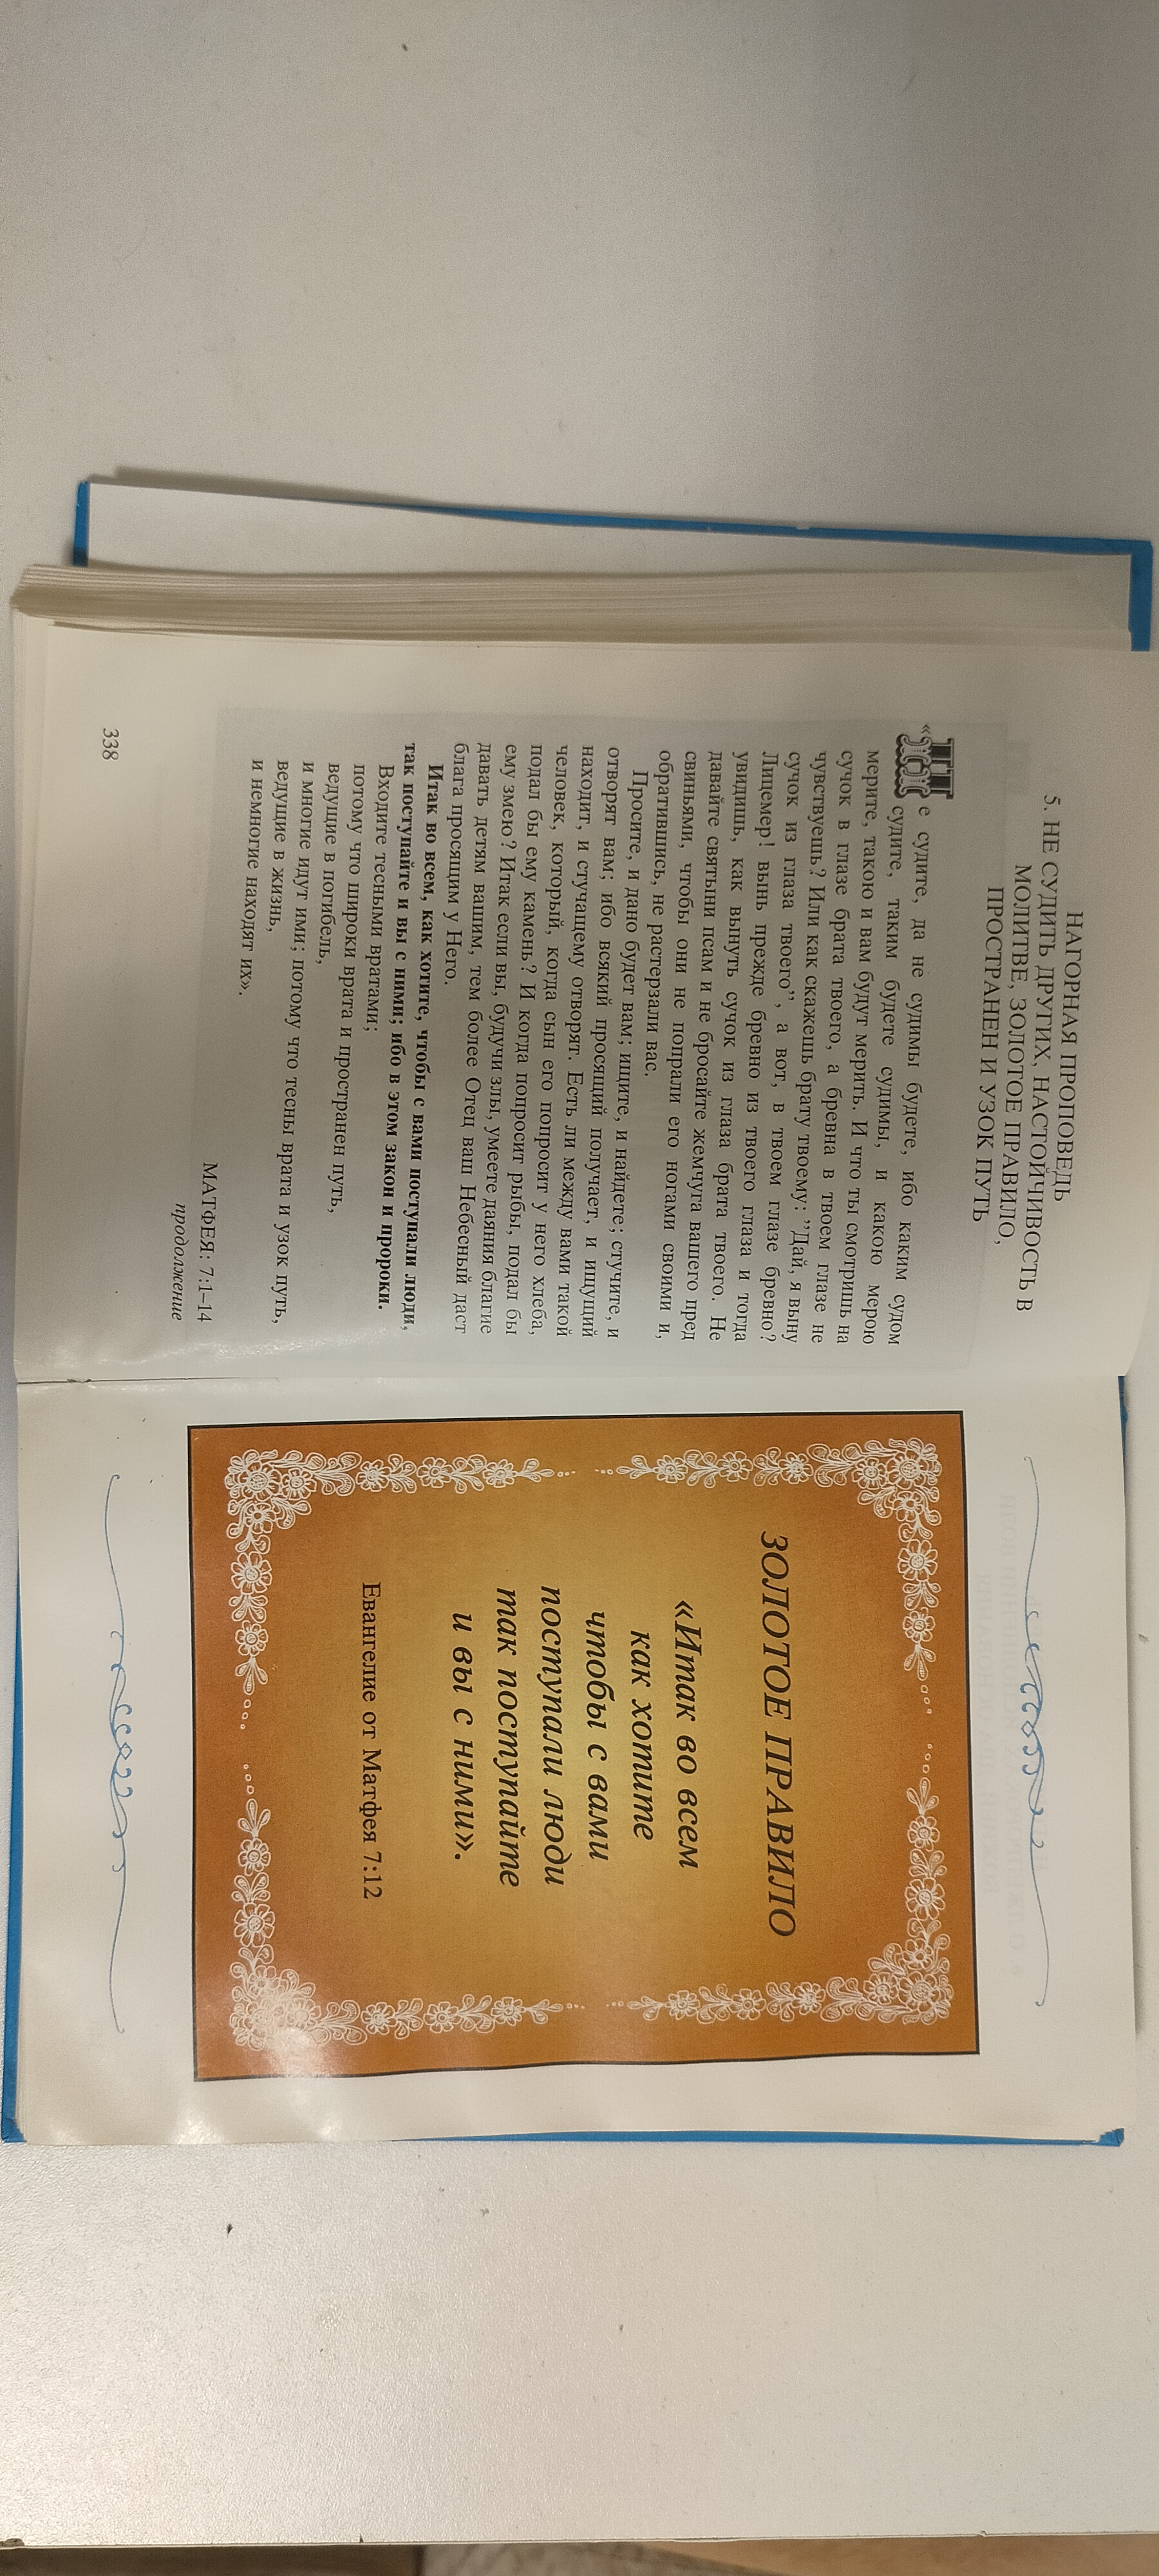 НАГОРНАЯ ПРОПОВЕДЬ
5. НЕ СУДИТЬ ДРУГИХ, НАСТОЙЧИВОСТЬ В
МОЛИТВЕ, ЗОЛОТОЕ ПРАВИЛО,
ПРОСТРАНЕН И УЗОК ПУТЬ
«Не судите, да не судимы будете, ибо каким судом
судите, таким будете судимы, и какою мерою
мерите, такою и вам будут мерить. И что ты смотришь на
сучок в глазе брата твоего, а бревна в твоем глазе не
чувствуешь? Или как скажешь брату твоему: ’’Дай, я выну
сучок из глаза твоего’’, а вот, в твоем глазе бревно?
Лицемер! вынь прежде бревно из твоего глаза и тогда
увидишь, как вынуть сучок из глаза брата твоего. Не
давайте святыни псам и не бросайте жемчуга вашего пред
свиньями, чтобы они не попрали его ногами своими и,
обратившись, не растерзали вас.
Просите, и дано будет вам; ищите, и найдете; стучите, и
отворят вам; ибо всякий просящий получает, и ищущий
находит, и стучащему отворят. Есть ли между вами такой
человек, который, когда сын его попросит у него хлеба,
подал бы ему камень? И когда попросит рыбы, подал бы
ему змею? Итак если вы, будучи злы, умеете даяния благие
давать детям вашим, тем более Отец ваш Небесный даст
блага просящим у Него.
Итак во всем, как хотите, чтобы с вами поступали люди,
так поступайте и вы с ними; ибо в этом закон и пророки.
Входите тесными вратами;
потому что широки врата и пространен путь,
ведущие в погибель,
и многие идут ими; потому что тесны врата и узок путь,
ведущие в жизнь,
и немногие находят их».
МАТФЕЯ: 7:1–14
продолжение
338
ЗОЛОТОЕ ПРАВИЛО
«Итак во всем
как хотите
чтобы с вами
поступали люди
так поступайте
и вы с ними».
Евангелие от Матфея 7:12